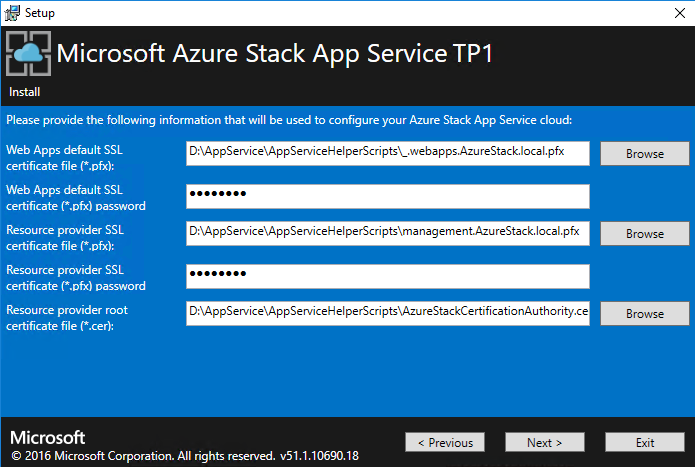 Setup
Microsoft Azure Stack App Service TP1
Install
Please provide the following information that will be used to configure your Azure Stack App Service cloud:
Web Apps default SSL
certificate file (*.pfx):
D:\AppService\AppServiceHelperScripts\_.webapps.AzureStack.local.pfx
Browse
Web Apps default SSL
certificate (*.pfx) password
●●●●●●●●
Resource provider SSL
certificate file (*.pfx):
D:\AppService\AppServiceHelperScripts\management.AzureStack.local.pfx
Browse
Resource provider SSL
certificate (*.pfx) password
●●●●●●●●
Resource provider root
certificate file (*.cer):
D:\AppService\AppServiceHelperScripts\AzureStackCertificationAuthority.ce
Browse
Microsoft
© 2016 Microsoft Corporation. All rights reserved. v51.1.10690.18
< Previous
Next >
Exit